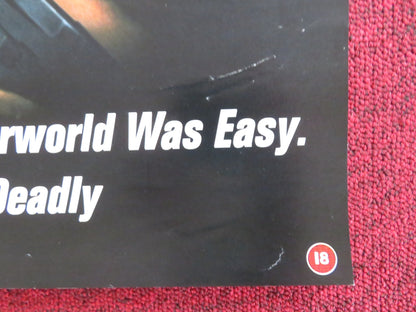 rworld Was Easy.
Deadly
18